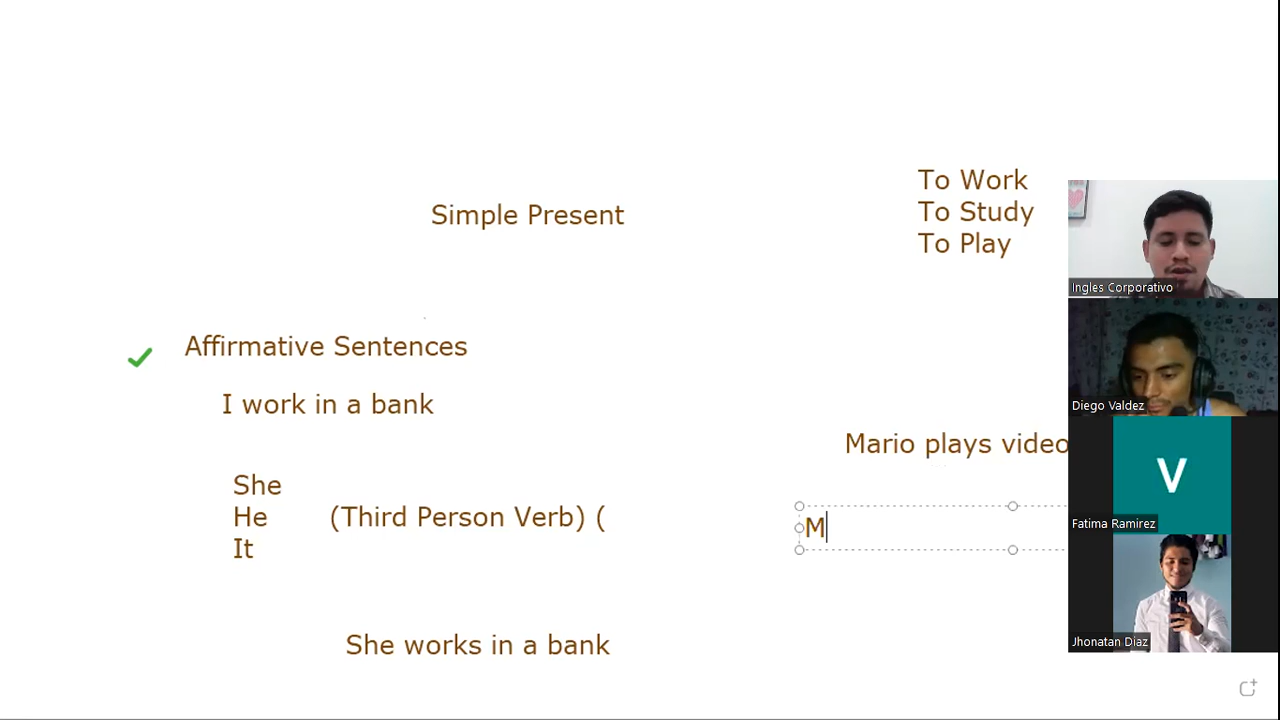 Simple Present
To Work
To Study
To Play
Affirmative Sentences
I work in a bank
She
He
It
(Third Person Verb) (
She works in a bank
Mario plays video
M
Ingles Corporativo
Diego Valdez
V
Fatima Ramirez
Jhonatan Diaz